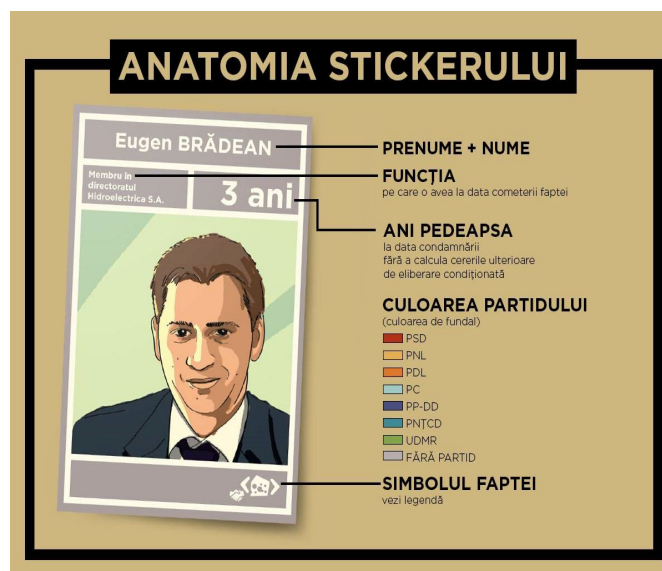 ANATOMIA STICKERULUI
Eugen BRĂDEAN
Membru în
directoratul
Hidroelectrica S.A.
3 ani
PRENUME + NUME
FUNCȚIA
pe care o avea la data cometerii faptei
ANI PEDEAPSA
la data condamnării
fără a calcula cererile ulterioare
de eliberare condiționată
CULOAREA PARTIDULUI
(culoarea de fundal)
PSD
PNL
PDL
PC
PP-DD
PNȚCD
UDMR
FĂRĂ PARTID
SIMBOLUL FAPTEI
vezi legendă